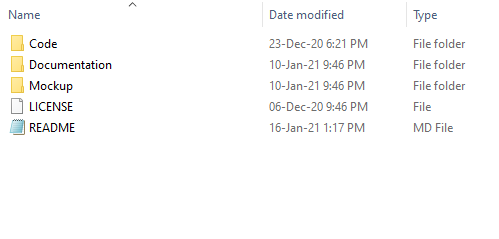 Name Date modified Type
Code 23-Dec-20 6:21 PM File folder
Documentation 10-Jan-21 9:46 PM File folder
Mockup 10-Jan-21 9:46 PM File folder
LICENSE 06-Dec-20 9:46 PM File
README 16-Jan-21 1:17 PM MD File